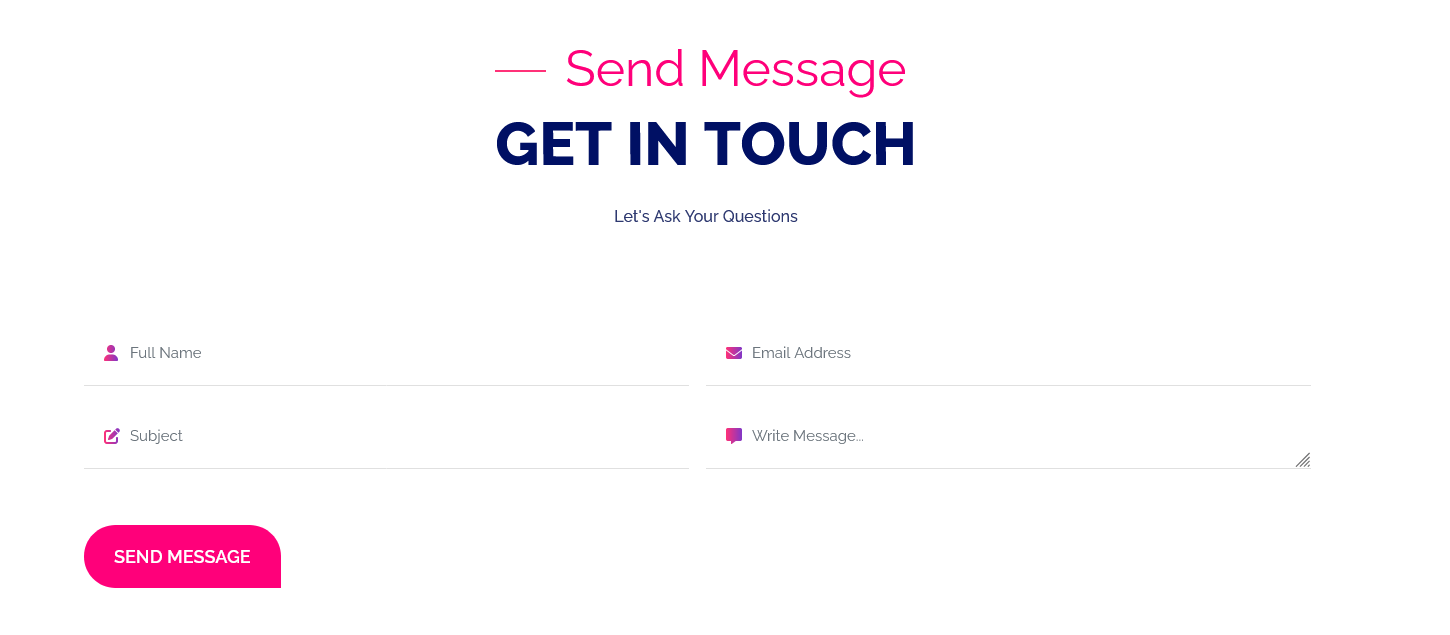 Send Message
GET IN TOUCH
Let's Ask Your Questions
Full Name
Email Address
Subject
Write Message...
SEND MESSAGE